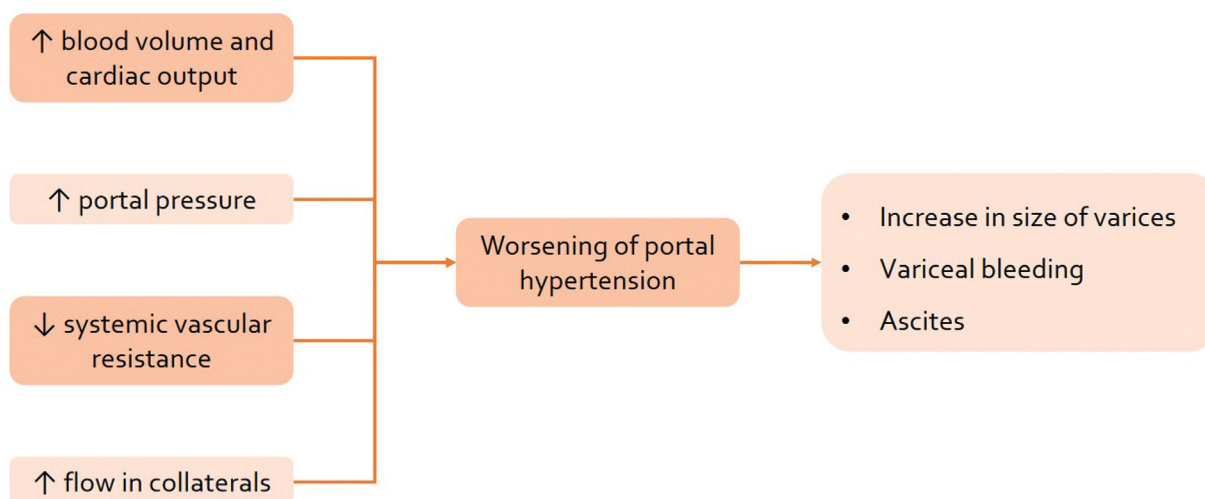 ↑ blood volume and
cardiac output
↑ portal pressure
↓ systemic vascular
resistance
↑ flow in collaterals
Worsening of portal
hypertension
• Increase in size of varices
• Variceal bleeding
• Ascites